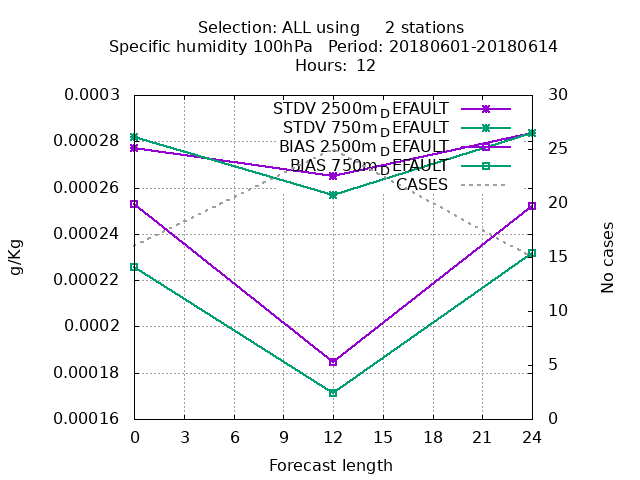 Selection: ALL using     2 stations
Specific humidity 100hPa   Period: 20180601-20180614
Hours: 12
0.0003
0.00028
0.00026
0.00024
0.00022
0.0002
0.00018
0.00016
g/Kg
STDV 2500m_DEFAULT
STDV 750m_DEFAULT
BIAS 2500m_DEFAULT
BIAS 750m_DEFAULT
CASES
30
25
20
15
10
5
0
No cases
0 3 6 9 12 15 18 21 24
Forecast length